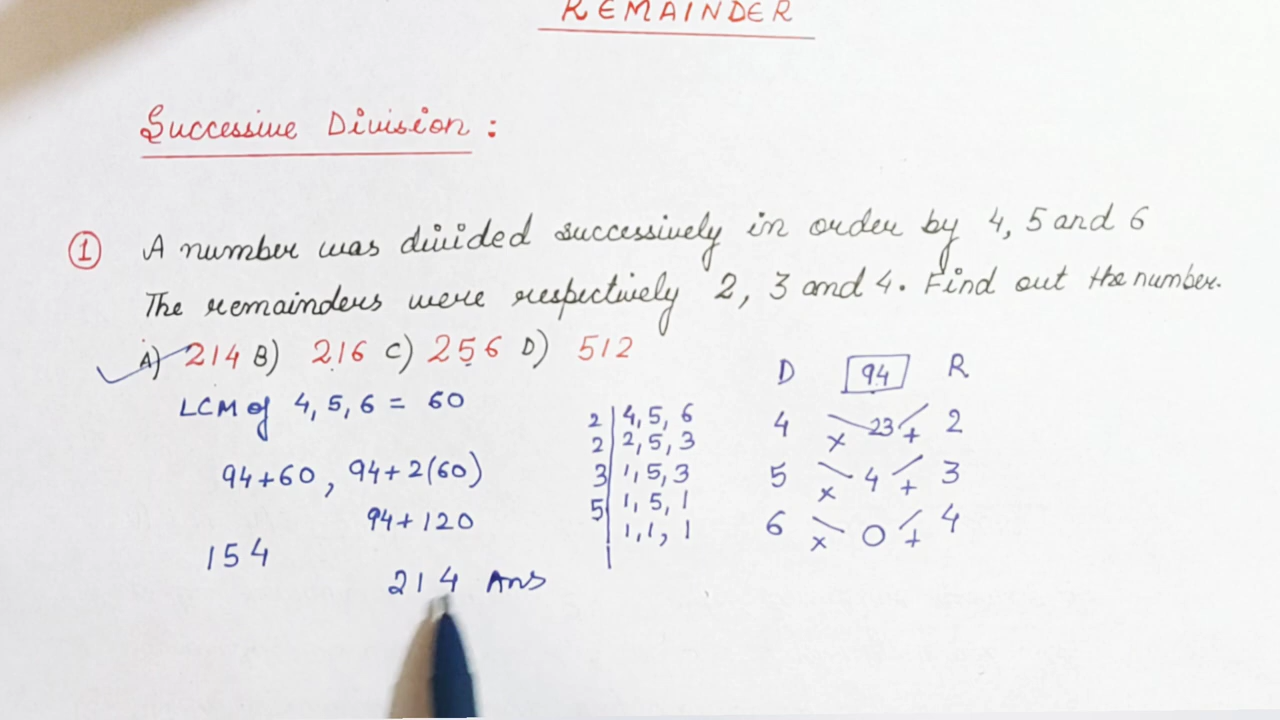 REMAINDER
Successive Division :
① A number was divided successively in order by 4, 5 and 6
The remainders were respectively 2, 3 and 4. Find out the number.
A) 214 B) 216 C) 256 D) 512
LCM of 4, 5, 6 = 60
94+60, 94+2(60)
94+120
154
214 Ans
2 | 4, 5, 6
2 | 2, 5, 3
3 | 1, 5, 3
5 | 1, 5, 1
| 1, 1, 1
D 94 R
4 × 23 + 2
5 × 4 + 3
6 × 0 + 4